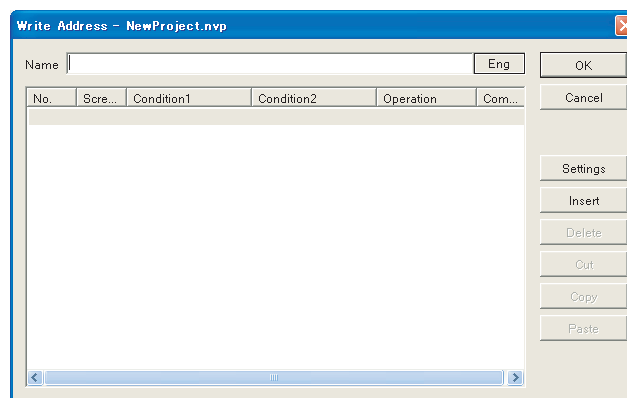 Write Address - NewProject.nvp
Name Eng OK
No. Scre... Condition1 Condition2 Operation Com... Cancel
Settings
Insert
Delete
Cut
Copy
Paste